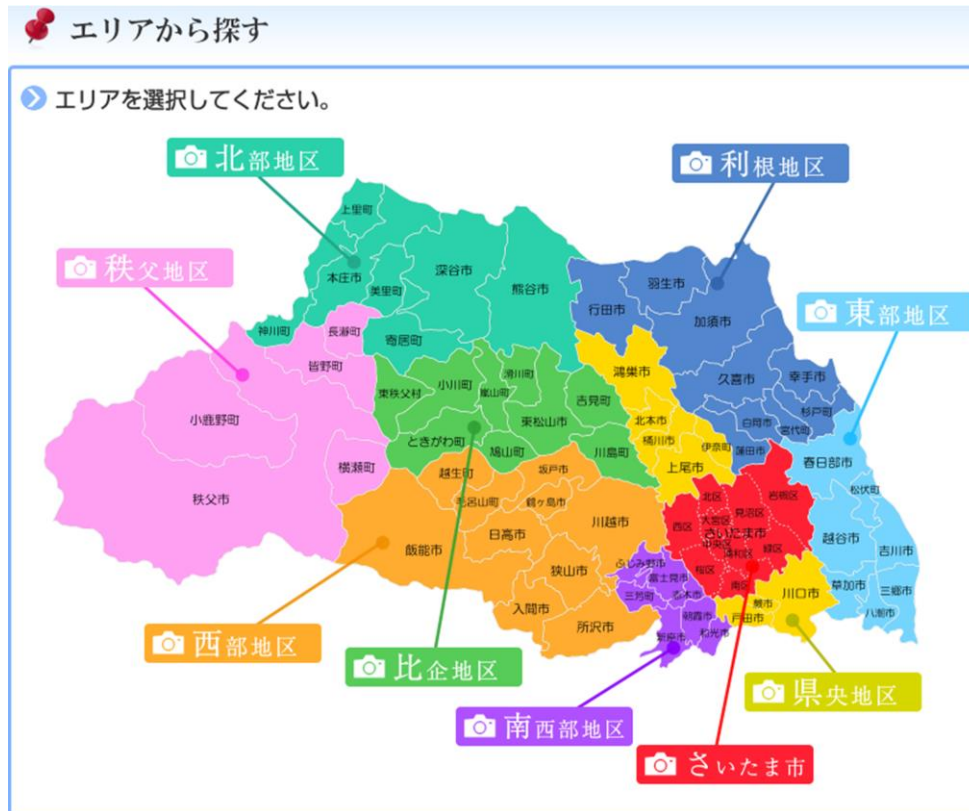 エリアから探す
エリアを選択してください。
北部地区
利根地区
秩父地区
東部地区
上里町
本庄市
美里町
深谷市
熊谷市
神川町
長瀞町
寄居町
皆野町
小鹿野町
秩父市
横瀬町
行田市
羽生市
加須市
久喜市
幸手市
杉戸町
白岡市
宮代町
蓮田市
鴻巣市
北本市
桶川市
伊奈町
上尾市
東秩父村
小川町
滑川町
嵐山町
吉見町
東松山市
ときがわ町
鳩山町
川島町
越生町
坂戸市
毛呂山町
鶴ヶ島市
日高市
川越市
飯能市
狭山市
入間市
所沢市
春日部市
松伏町
越谷市
吉川市
草加市
三郷市
八潮市
北区
岩槻区
西区
大宮区
見沼区
さいたま市
中央区
浦和区
緑区
桜区
南区
ふじみ野市
富士見市
三芳町
志木市
朝霞市
新座市
和光市
川口市
蕨市
戸田市
西部地区
比企地区
南西部地区
県央地区
さいたま市